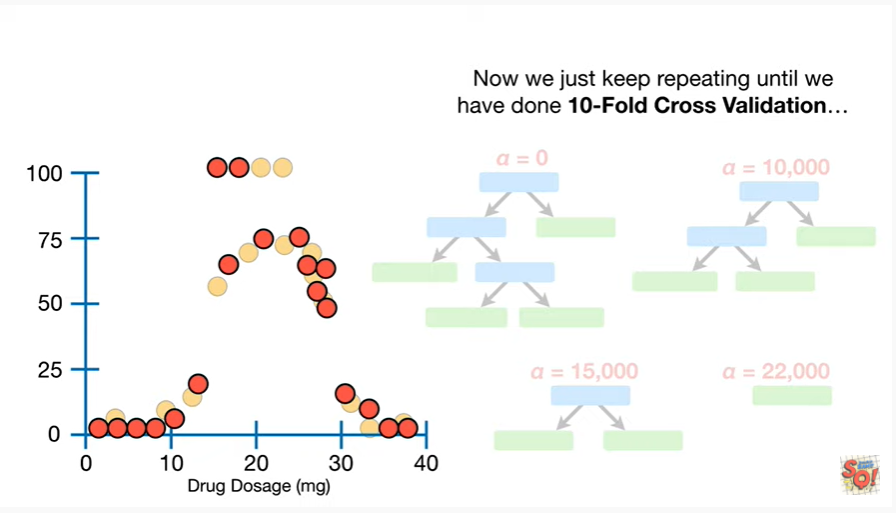 Now we just keep repeating until we
have done 10-Fold Cross Validation…
100
75
50
25
0
0 10 20 30 40
Drug Dosage (mg)
α = 0
α = 10,000
α = 15,000
α = 22,000
SQ!